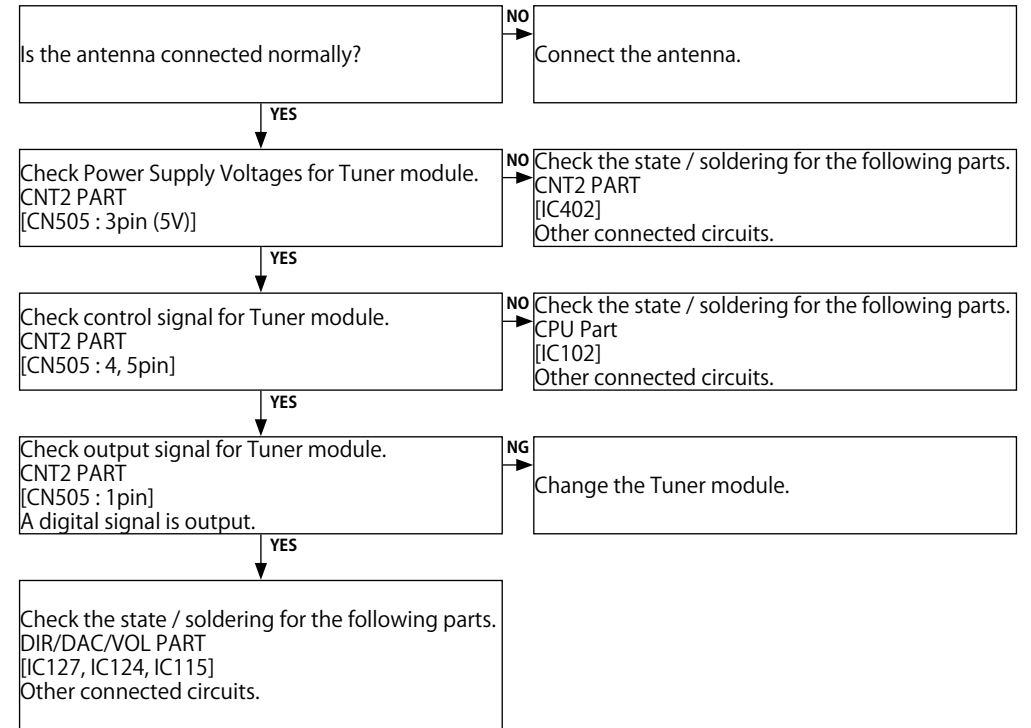 Is the antenna connected normally?
NO
Connect the antenna.
YES
Check Power Supply Voltages for Tuner module.
CNT2 PART
[CN505 : 3pin (5V)]
NO
Check the state / soldering for the following parts.
CNT2 PART
[IC402]
Other connected circuits.
YES
Check control signal for Tuner module.
CNT2 PART
[CN505 : 4, 5pin]
NO
Check the state / soldering for the following parts.
CPU Part
[IC102]
Other connected circuits.
YES
Check output signal for Tuner module.
CNT2 PART
[CN505 : 1pin]
A digital signal is output.
NG
Change the Tuner module.
YES
Check the state / soldering for the following parts.
DIR/DAC/VOL PART
[IC127, IC124, IC115]
Other connected circuits.